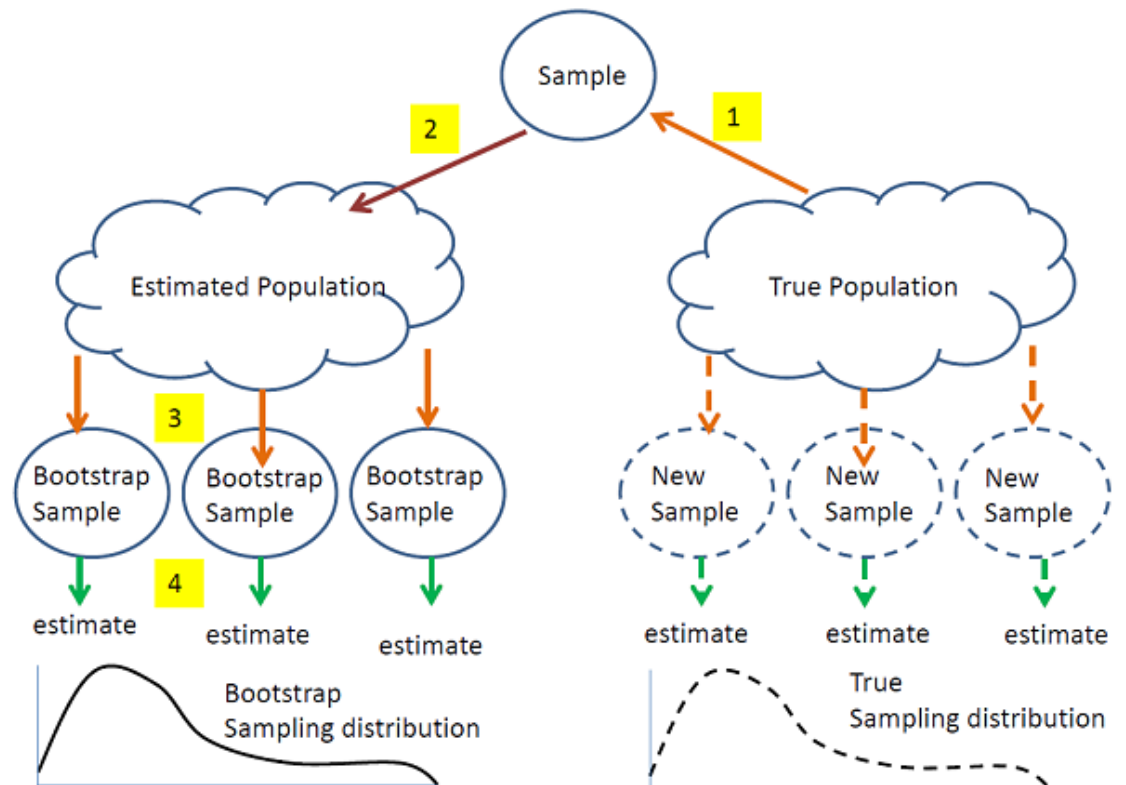 Sample
1
2
Estimated Population
True Population
3
Bootstrap
Sample
Bootstrap
Sample
Bootstrap
Sample
New
Sample
New
Sample
New
Sample
4
estimate
estimate
estimate
estimate
estimate
estimate
Bootstrap
Sampling distribution
True
Sampling distribution